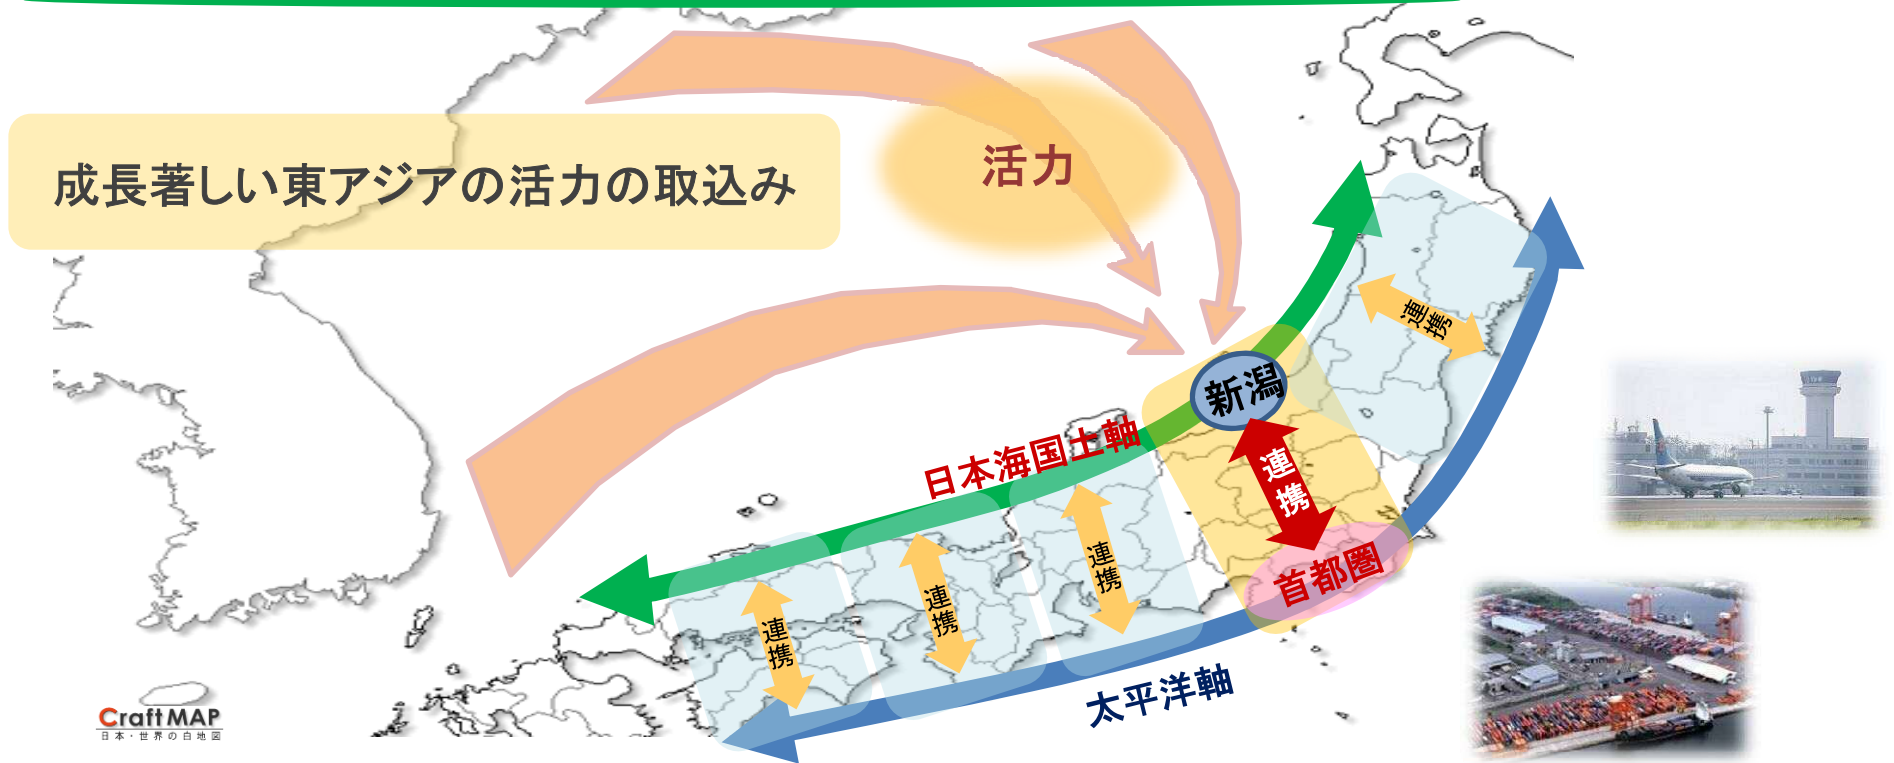 成長著しい東アジアの活力の取込み
活力
新潟
連携
首都圏
日本海国土軸
太平洋軸
連携
連携
連携
連携
CraftMAP
日本・世界の白地図